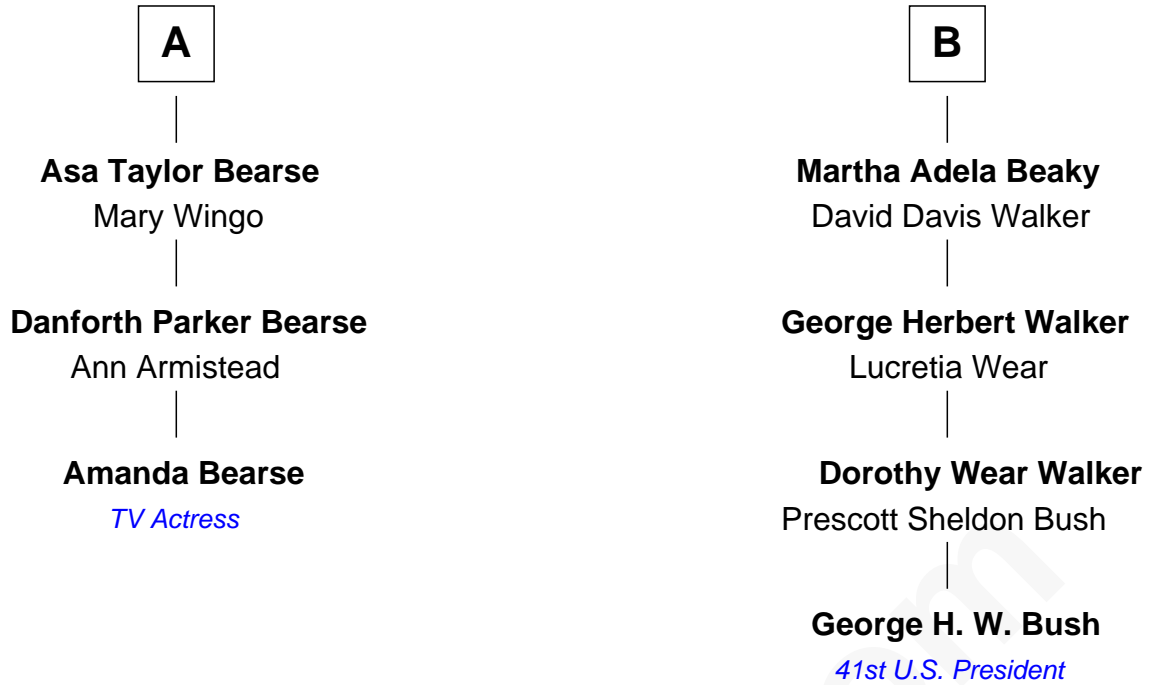 A
Asa Taylor Bearse
Mary Wingo
Danforth Parker Bearse
Ann Armistead
Amanda Bearse
TV Actress
B
Martha Adela Beaky
David Davis Walker
George Herbert Walker
Lucretia Wear
Dorothy Wear Walker
Prescott Sheldon Bush
George H. W. Bush
41st U.S. President